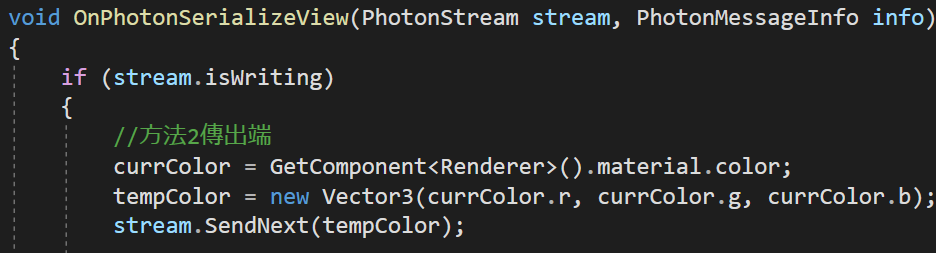 void OnPhotonSerializeView(PhotonStream stream, PhotonMessageInfo info)
{
if (stream.isWriting)
{
//方法2傳出端
currColor = GetComponent<Renderer>().material.color;
tempColor = new Vector3(currColor.r, currColor.g, currColor.b);
stream.SendNext(tempColor);